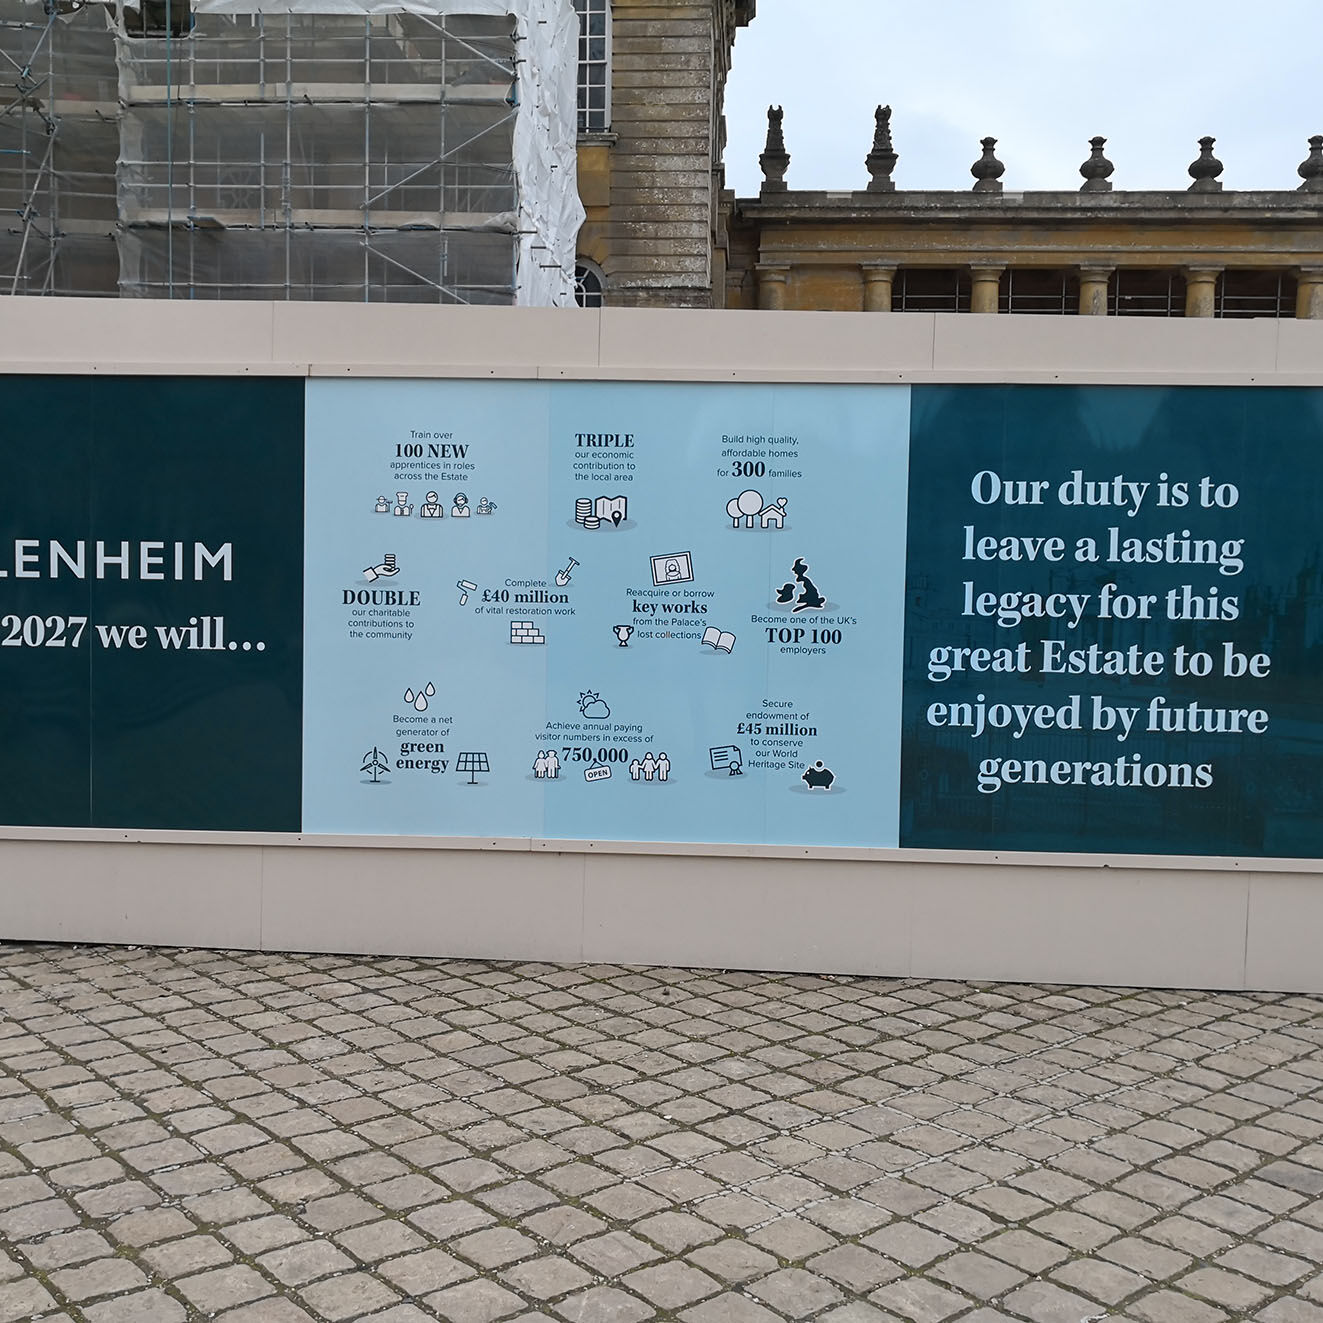 LENHEIM
2027 we will...
Train over
100 NEW
apprentices in roles
across the Estate
TRIPLE
our economic
contribution to
the local area
Build high quality,
affordable homes
for 300 families
DOUBLE
our charitable
contributions to
the community
Complete
£40 million
of vital restoration work
Reacquire or borrow
key works
from the Palace's
lost collections
Become one of the UK's
TOP 100
employers
Become a net
generator of
green
energy
Achieve annual paying
visitor numbers in excess of
750,000
OPEN
Secure
endowment of
£45 million
to conserve
our World
Heritage Site
Our duty is to
leave a lasting
legacy for this
great Estate to be
enjoyed by future
generations